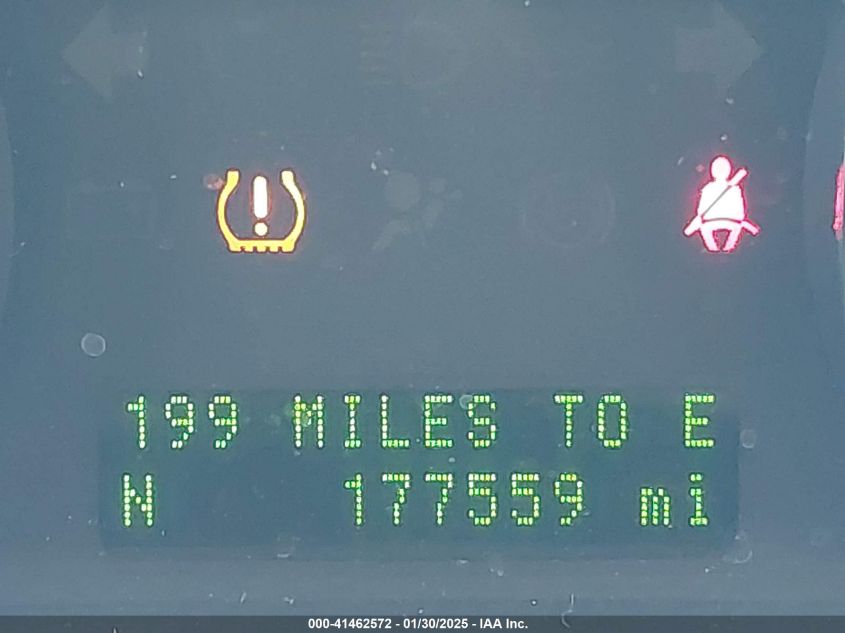 199 MILES TO E
N 177559 mi
000-41462572 - 01/30/2025 - IAA Inc.